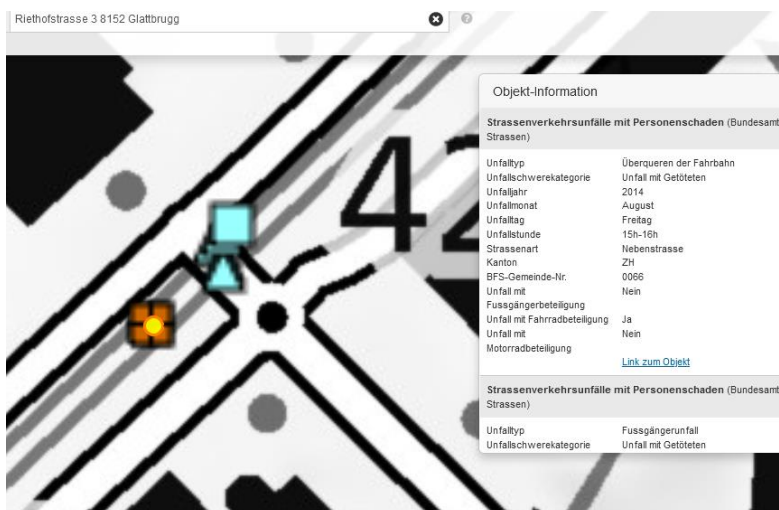 Riethofstrasse 3 8152 Glattbrugg
Objekt-Information
Strassenverkehrsunfälle mit Personenschaden (Bundesamt
Strassen)
Unfalltyp Überqueren der Fahrbahn
Unfallschwerekategorie Unfall mit Getöteten
Unfalljahr 2014
Unfallmonat August
Unfalltag Freitag
Unfallstunde 15h-16h
Strassenart Nebenstrasse
Kanton ZH
BFS-Gemeinde-Nr. 0066
Unfall mit Nein
Fussgängerbeteiligung
Unfall mit Fahrradbeteiligung Ja
Unfall mit Nein
Motorradbeteiligung
Link zum Objekt
Strassenverkehrsunfälle mit Personenschaden (Bundesamt
Strassen)
Unfalltyp Fussgängerunfall
Unfallschwerekategorie Unfall mit Getöteten